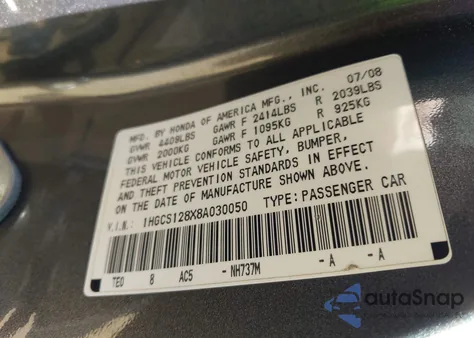 MFD. BY HONDA OF AMERICA MFG., INC. 07/08
GVWR 4409LBS GAWR F 2414LBS R 2039LBS
GVWR 2000KG GAWR F 1095KG R 925KG
THIS VEHICLE CONFORMS TO ALL APPLICABLE
FEDERAL MOTOR VEHICLE SAFETY, BUMPER,
AND THEFT PREVENTION STANDARDS IN EFFECT
ON THE DATE OF MANUFACTURE SHOWN ABOVE.
V.I.N.: 1HGCS128X8A030050 TYPE: PASSENGER CAR
TE0 8 AC5 - NH737M -A -A
autoSnap